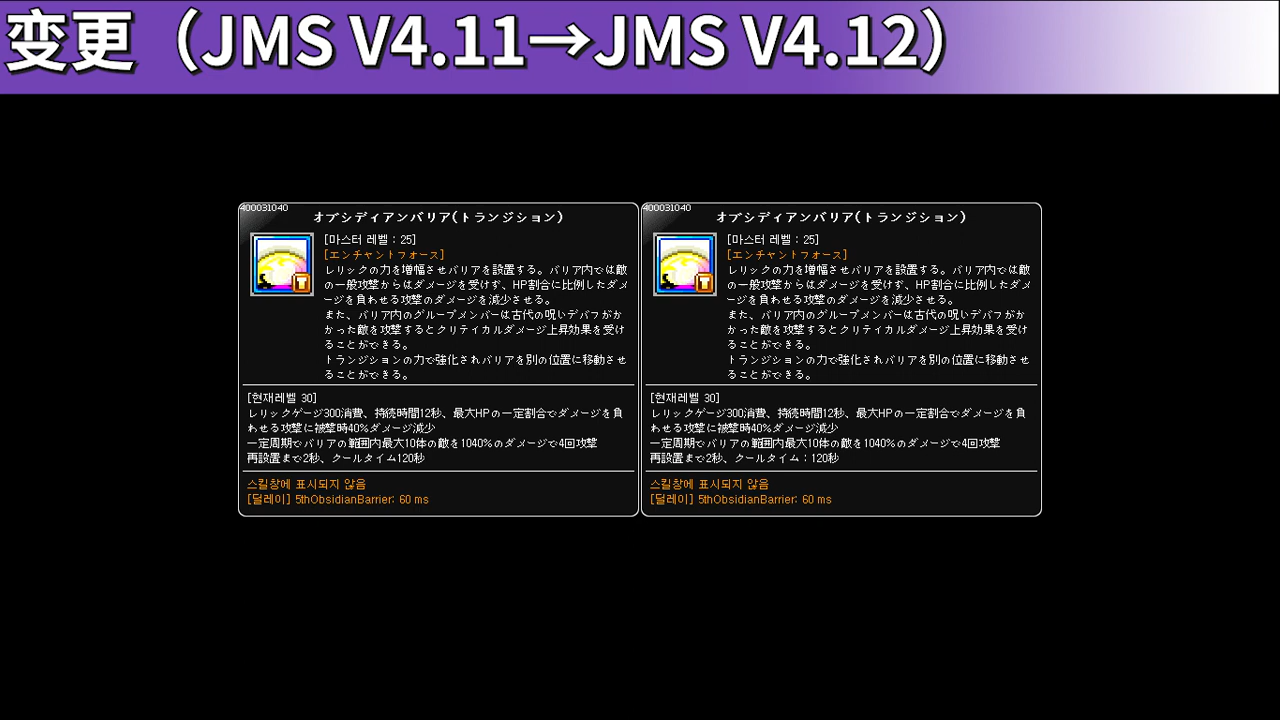 变更（JMS V4.11→JMS V4.12）
400031040
オブシディアンバリア(トランジション)
[마스터 레벨 : 25]
[エンチャントフォース]
レリックの力を増幅させバリアを設置する。バリア内では敵
の一般攻撃からはダメージを受けず、HP割合に比例したダメ
ージを負わせる攻撃のダメージを減少させる。
また、バリア内のグループメンバーは古代の呪いデバフがか
かった敵を攻撃するとクリティカルダメージ上昇効果を受け
ることができる。
トランジションの力で強化されバリアを別の位置に移動させ
ることができる。
[현재레벨 30]
レリックゲージ300消費、持続時間12秒、最大HPの一定割合でダメージを負
わせる攻撃に被撃時40%ダメージ減少
一定周期でバリアの範囲内最大10体の敵を1040%のダメージで4回攻撃
再設置まで2秒、クールタイム120秒
스킬창에 표시되지 않음
[딜레이] 5thObsidianBarrier: 60 ms
400031040
オブシディアンバリア(トランジション)
[마스터 레벨 : 25]
[エンチャントフォース]
レリックの力を増幅させバリアを設置する。バリア内では敵
の一般攻撃からはダメージを受けず、HP割合に比例したダメ
ージを負わせる攻撃のダメージを減少させる。
また、バリア内のグループメンバーは古代の呪いデバフがか
かった敵を攻撃するとクリティカルダメージ上昇効果を受け
ることができる。
トランジションの力で強化されバリアを別の位置に移動させ
ることができる。
[현재레벨 30]
レリックゲージ300消費、持続時間12秒、最大HPの一定割合でダメージを負
わせる攻撃に被撃時40%ダメージ減少
一定周期でバリアの範囲内最大10体の敵を1040%のダメージで4回攻撃
再設置まで2秒、クールタイム：120秒
스킬창에 표시되지 않음
[딜레이] 5thObsidianBarrier: 60 ms